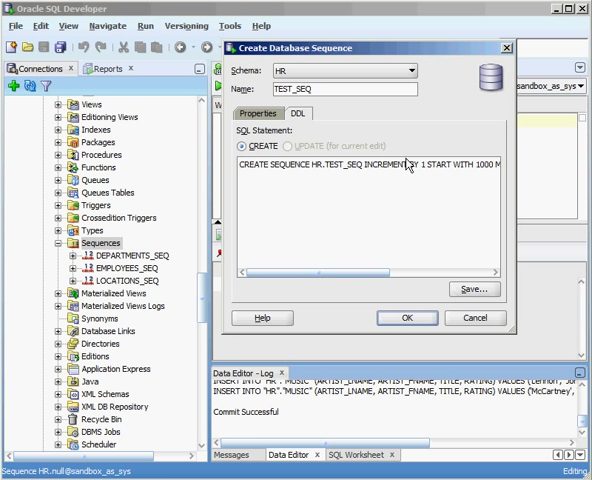 Oracle SQL Developer
File Edit View Navigate Run Versioning Tools Help
Connections x Reports x
Views
Editioning Views
Indexes
Packages
Procedures
Functions
Queues
Queues Tables
Triggers
Crossedition Triggers
Types
Sequences
DEPARTMENTS_SEQ
EMPLOYEES_SEQ
LOCATIONS_SEQ
Materialized Views
Materialized Views Logs
Synonyms
Database Links
Directories
Editions
Application Express
Java
XML Schemas
XML DB Repository
Recycle Bin
DBMS Jobs
Scheduler
sandbox_as_sys
Create Database Sequence
Schema: HR
Name: TEST_SEQ
Properties DDL
SQL Statement:
CREATE UPDATE (for current edit)
CREATE SEQUENCE HR.TEST_SEQ INCREMENT BY 1 START WITH 1000 M
Save...
Help OK Cancel
Data Editor - Log x
INSERT INTO "HR"."MUSIC" (ARTIST_LNAME, ARTIST_FNAME, TITLE, RATING) VALUES ('Lennon', 'Jo
INSERT INTO "HR"."MUSIC" (ARTIST_LNAME, ARTIST_FNAME, TITLE, RATING) VALUES ('McCartney',
Commit Successful
Messages Data Editor x SQL Worksheet x
Sequence HR.null@sandbox_as_sys Editing